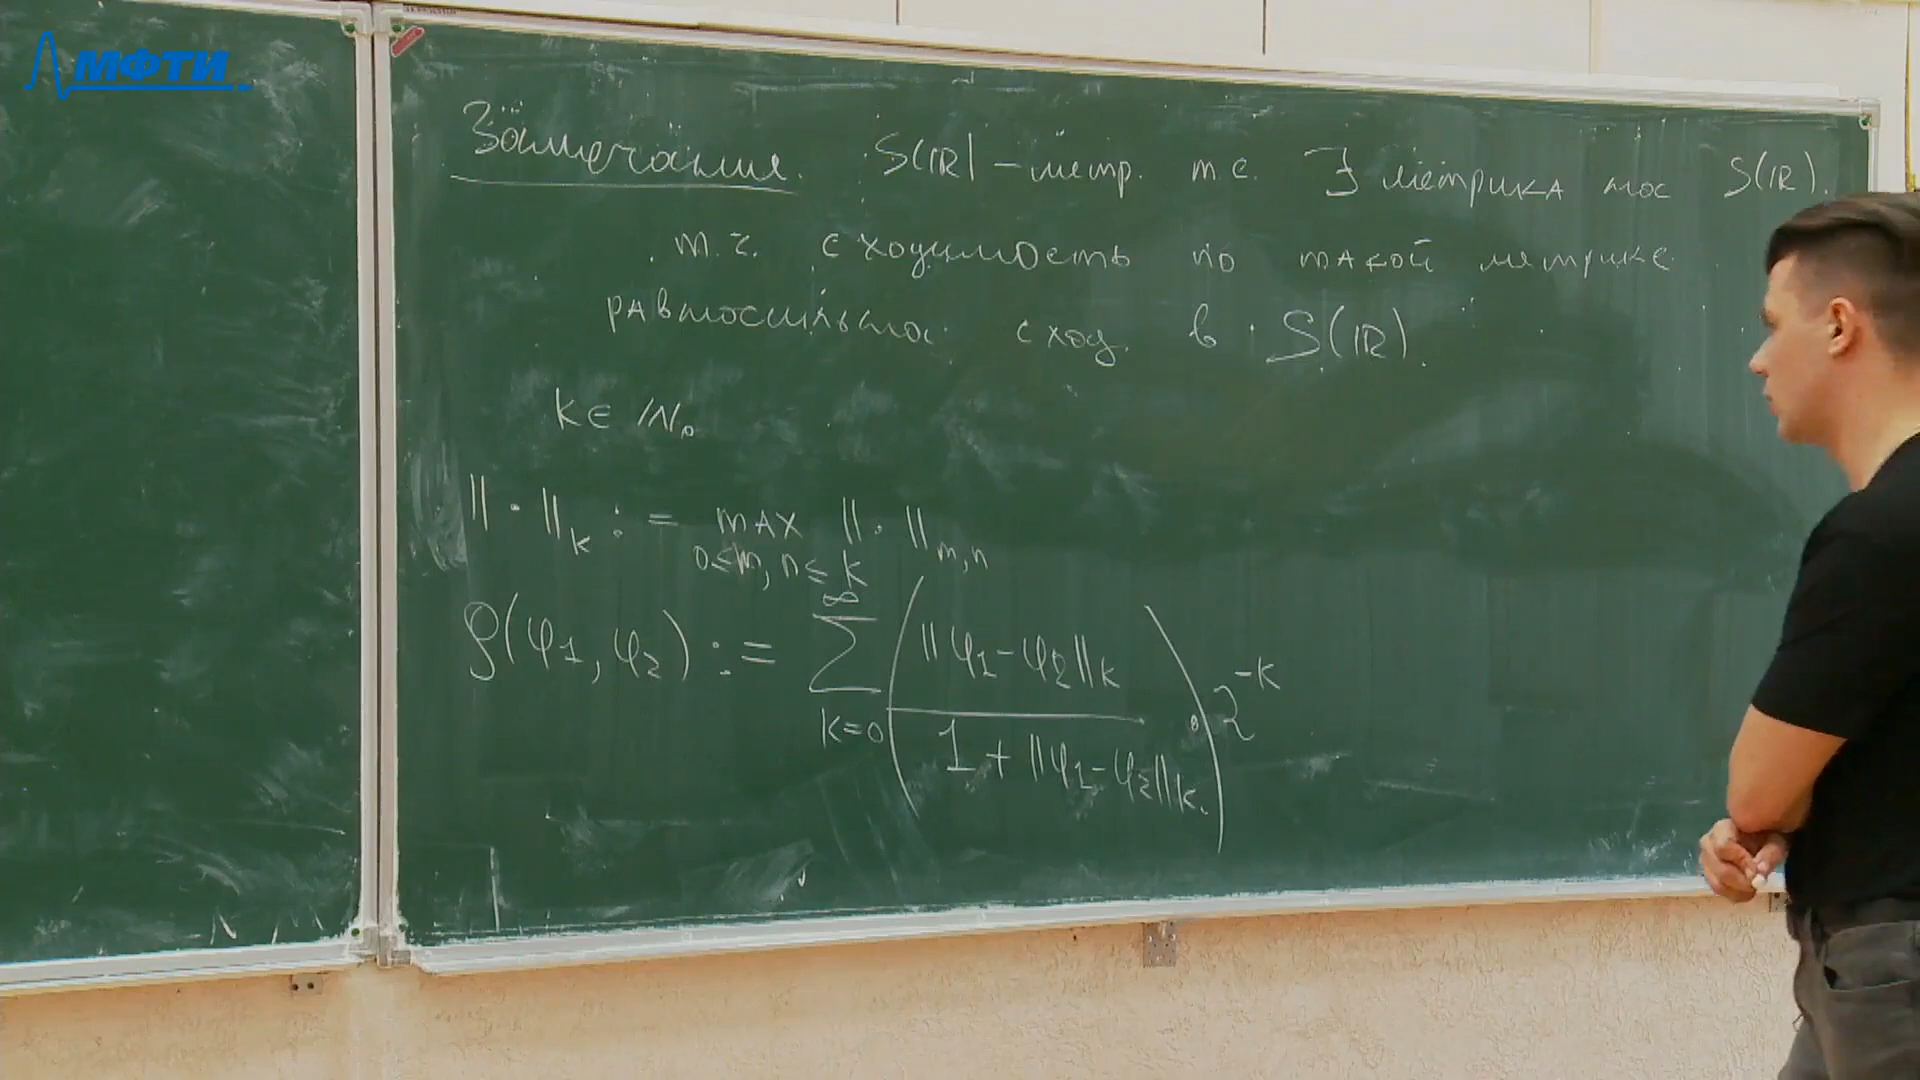 МФТИ
Замечание. S(ℝ) – метр. т.е. ∃ метрика на S(ℝ).
т.ч. сходимость по такой метрике
равносильна сход. в S(ℝ).
k ∈ ℕ₀
‖·‖ₖ := max ‖·‖ₘ,ₙ
0≤m,n≤k
ρ(φ₁,φ₂) := ∑_{k=0}^{∞} (‖φ₁-φ₂‖ₖ / (1 + ‖φ₁-φ₂‖ₖ)) · 2^{-k}